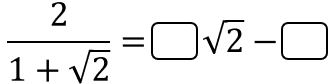 2/(1 + √2) = □√2 − □